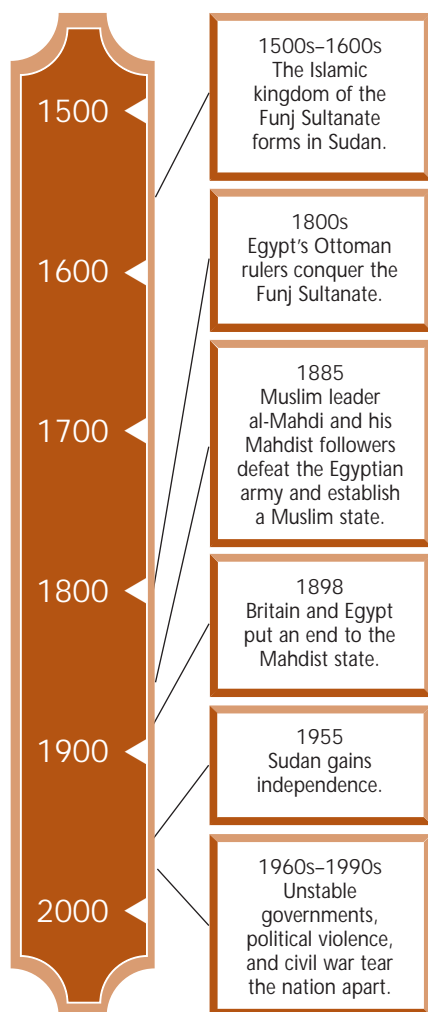 1500
1600
1700
1800
1900
2000
1500s–1600s
The Islamic
kingdom of the
Funj Sultanate
forms in Sudan.
1800s
Egypt’s Ottoman
rulers conquer the
Funj Sultanate.
1885
Muslim leader
al-Mahdi and his
Mahdist followers
defeat the Egyptian
army and establish
a Muslim state.
1898
Britain and Egypt
put an end to the
Mahdist state.
1955
Sudan gains
independence.
1960s–1990s
Unstable
governments,
political violence,
and civil war tear
the nation apart.